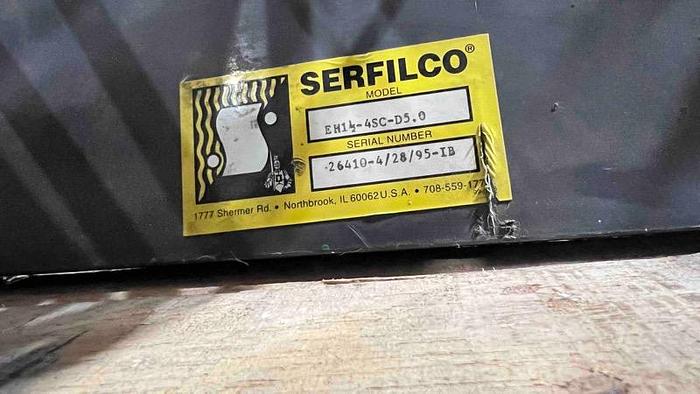 SERFILCO®
MODEL
EH1½-4SC-D5.0
SERIAL NUMBER
26410-4/28/95-IB
1777 Shermer Rd. • Northbrook, IL 60062 U.S.A. • 708-559-177